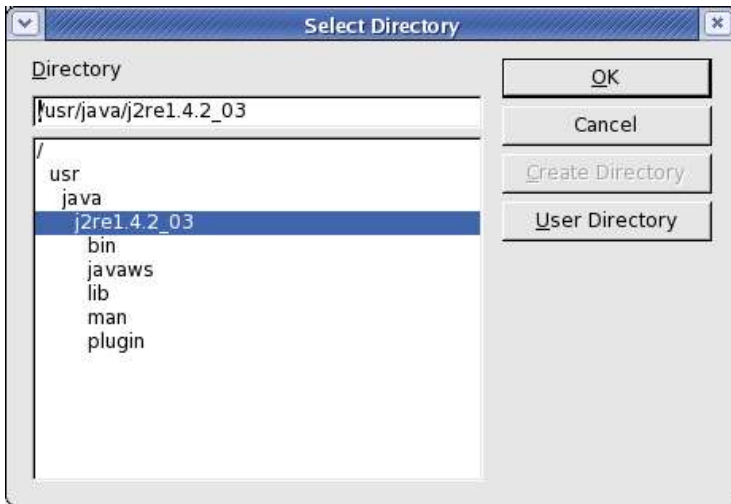 Select Directory
Directory
/usr/java/j2re1.4.2_03
/
usr
java
j2re1.4.2_03
bin
javaws
lib
man
plugin
OK
Cancel
Create Directory
User Directory